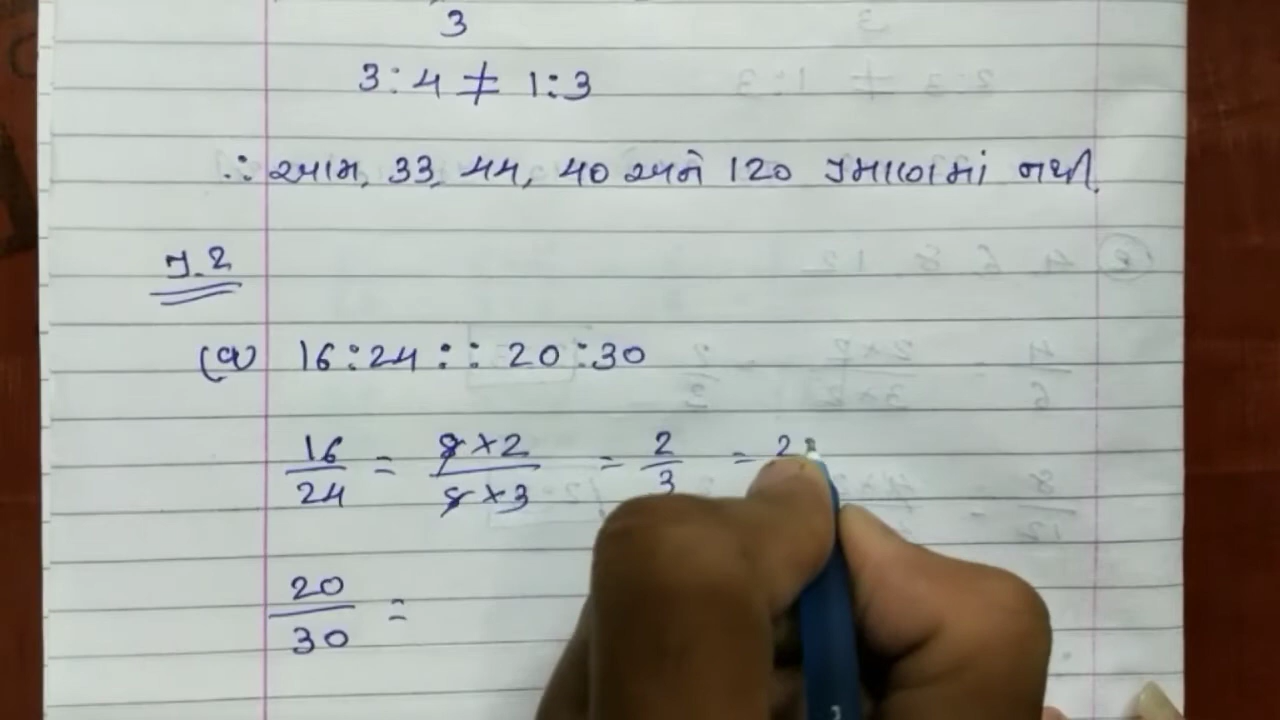 3
3:4 ≠ 1:3
∴ આમ, 33, 44, 40 અને 120 પ્રમાણમાં નથી
પ્ર.2
(a) 16:24 :: 20:30
16/24 = 8×2/8×3 = 2/3 = 2:
20/30 =